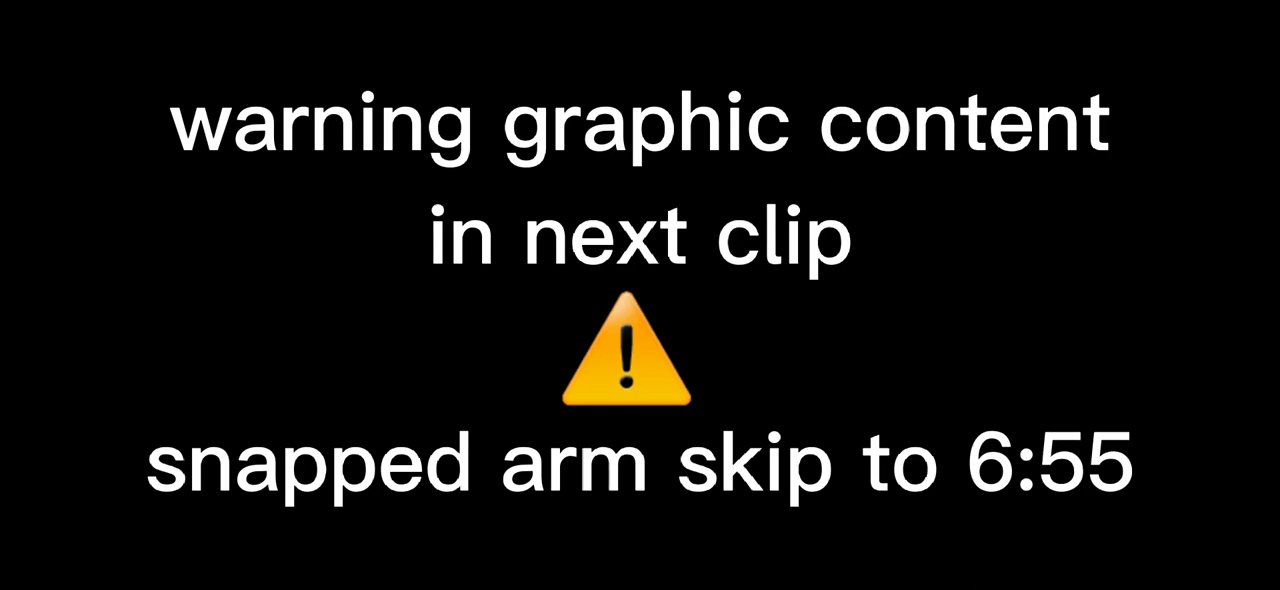 warning graphic content
in next clip
⚠️
snapped arm skip to 6:55